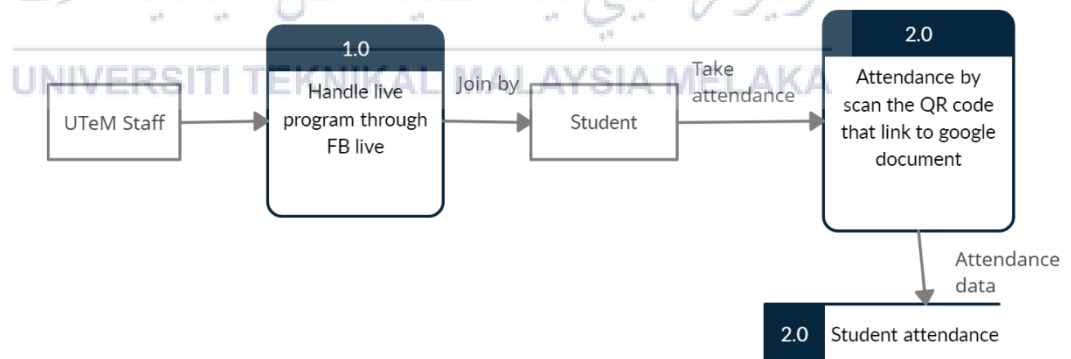 UNIVERSITI TEKNIKAL MALAYSIA MELAKA
UTeM Staff
1.0
Handle live
program through
FB live
Join by
Student
Take
attendance
2.0
Attendance by
scan the QR code
that link to google
document
Attendance
data
2.0 Student attendance